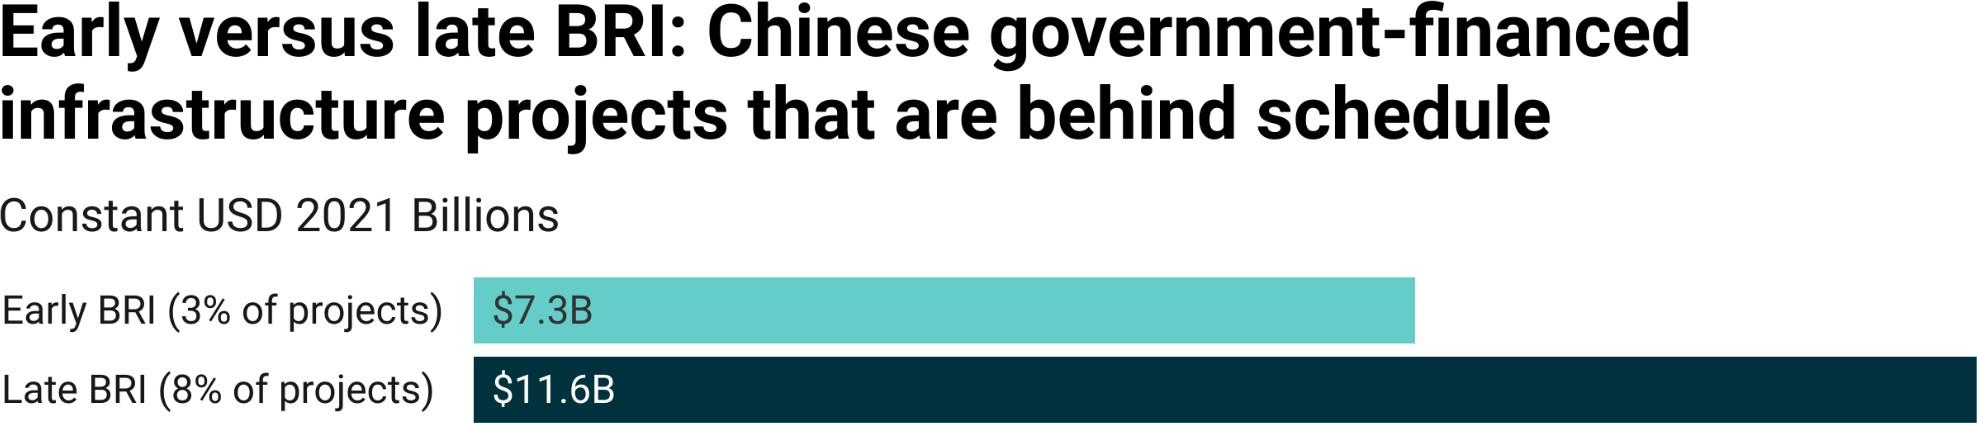 Early versus late BRI: Chinese government-financed
infrastructure projects that are behind schedule
Constant USD 2021 Billions
Early BRI (3% of projects) $7.3B
Late BRI (8% of projects) $11.6B